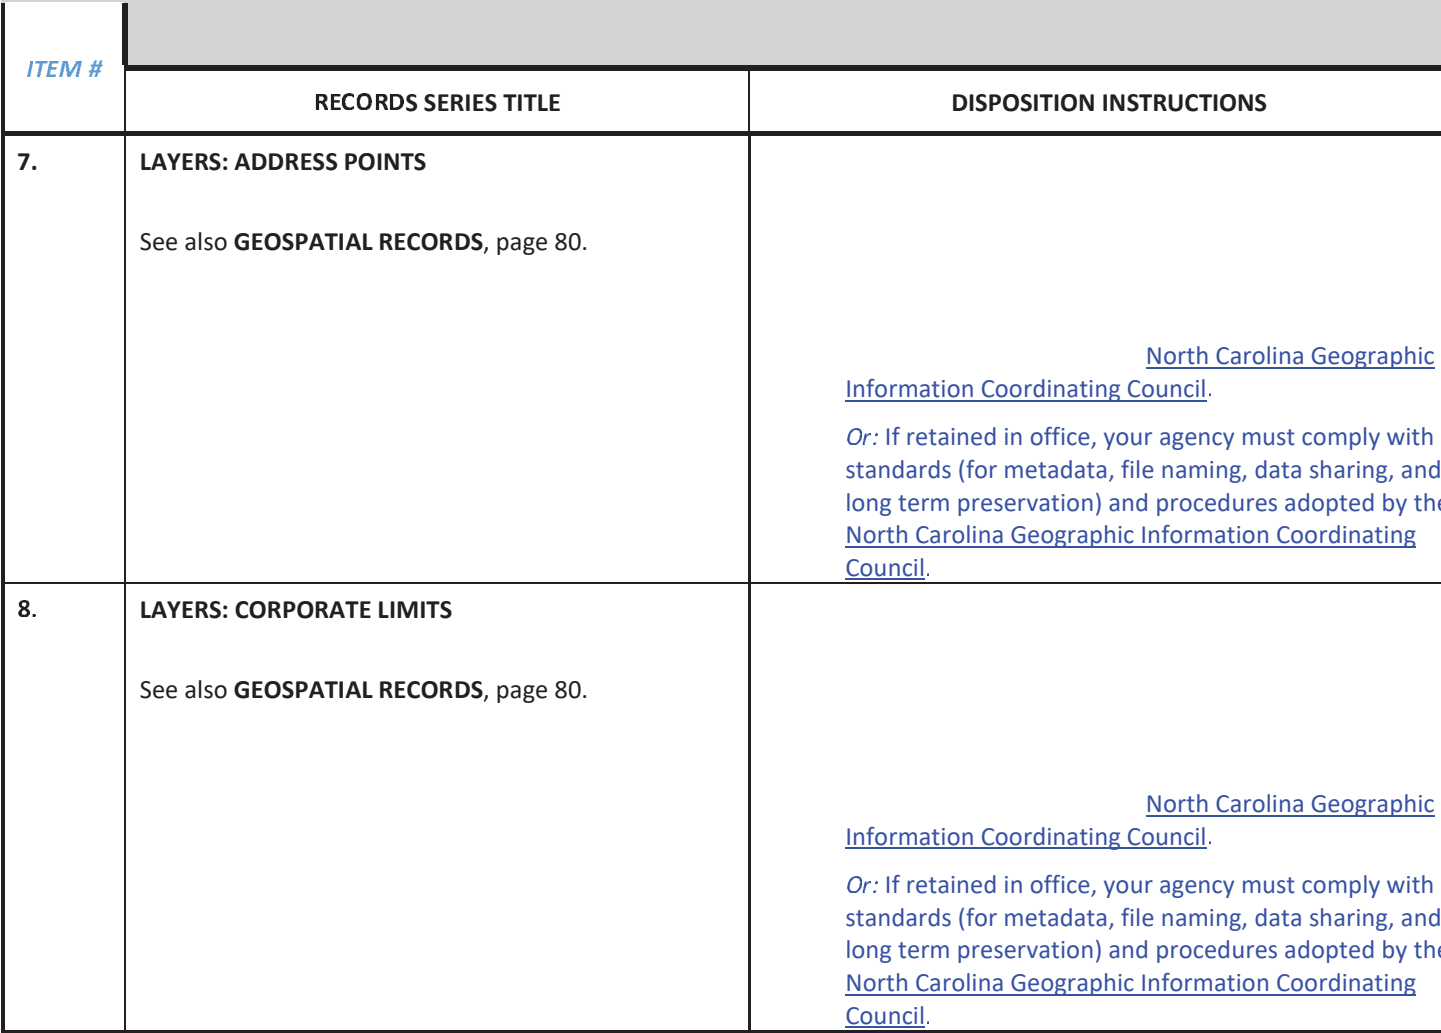 ITEM #
RECORDS SERIES TITLE
DISPOSITION INSTRUCTIONS
7.
LAYERS: ADDRESS POINTS
See also GEOSPATIAL RECORDS, page 80.
North Carolina Geographic
Information Coordinating Council.
Or: If retained in office, your agency must comply with
standards (for metadata, file naming, data sharing, and
long term preservation) and procedures adopted by the
North Carolina Geographic Information Coordinating
Council.
8.
LAYERS: CORPORATE LIMITS
See also GEOSPATIAL RECORDS, page 80.
North Carolina Geographic
Information Coordinating Council.
Or: If retained in office, your agency must comply with
standards (for metadata, file naming, data sharing, and
long term preservation) and procedures adopted by the
North Carolina Geographic Information Coordinating
Council.